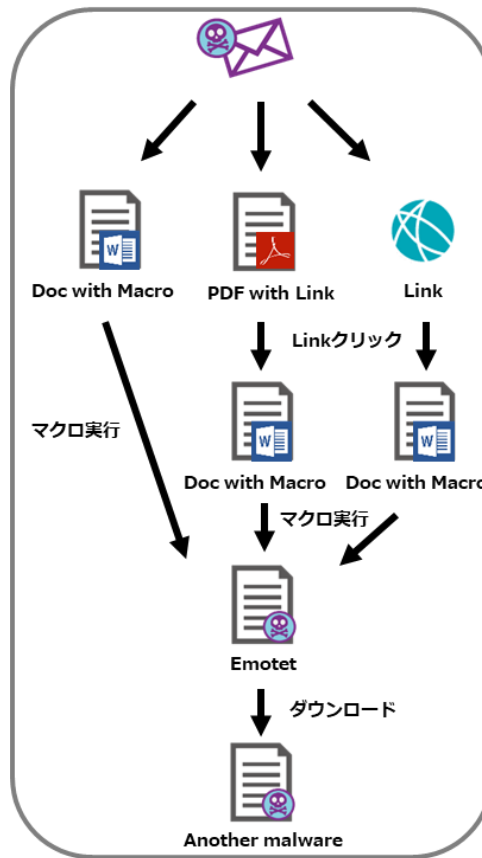 Doc with Macro
PDF with Link
Link
Linkクリック
マクロ実行
Doc with Macro
Doc with Macro
マクロ実行
Emotet
ダウンロード
Another malware